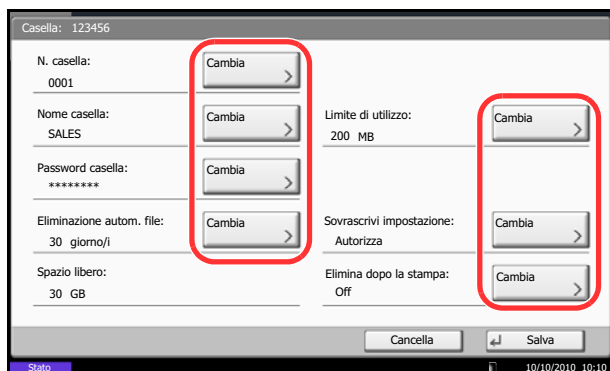 Casella: 123456
N. casella:
0001
Cambia
Nome casella:
SALES
Cambia
Limite di utilizzo:
200 MB
Cambia
Password casella:
********
Cambia
Eliminazione autom. file:
30 giorno/i
Cambia
Sovrascrivi impostazione:
Autorizza
Cambia
Spazio libero:
30 GB
Elimina dopo la stampa:
Off
Cambia
Cancella
Salva
Stato
10/10/2010 10:10